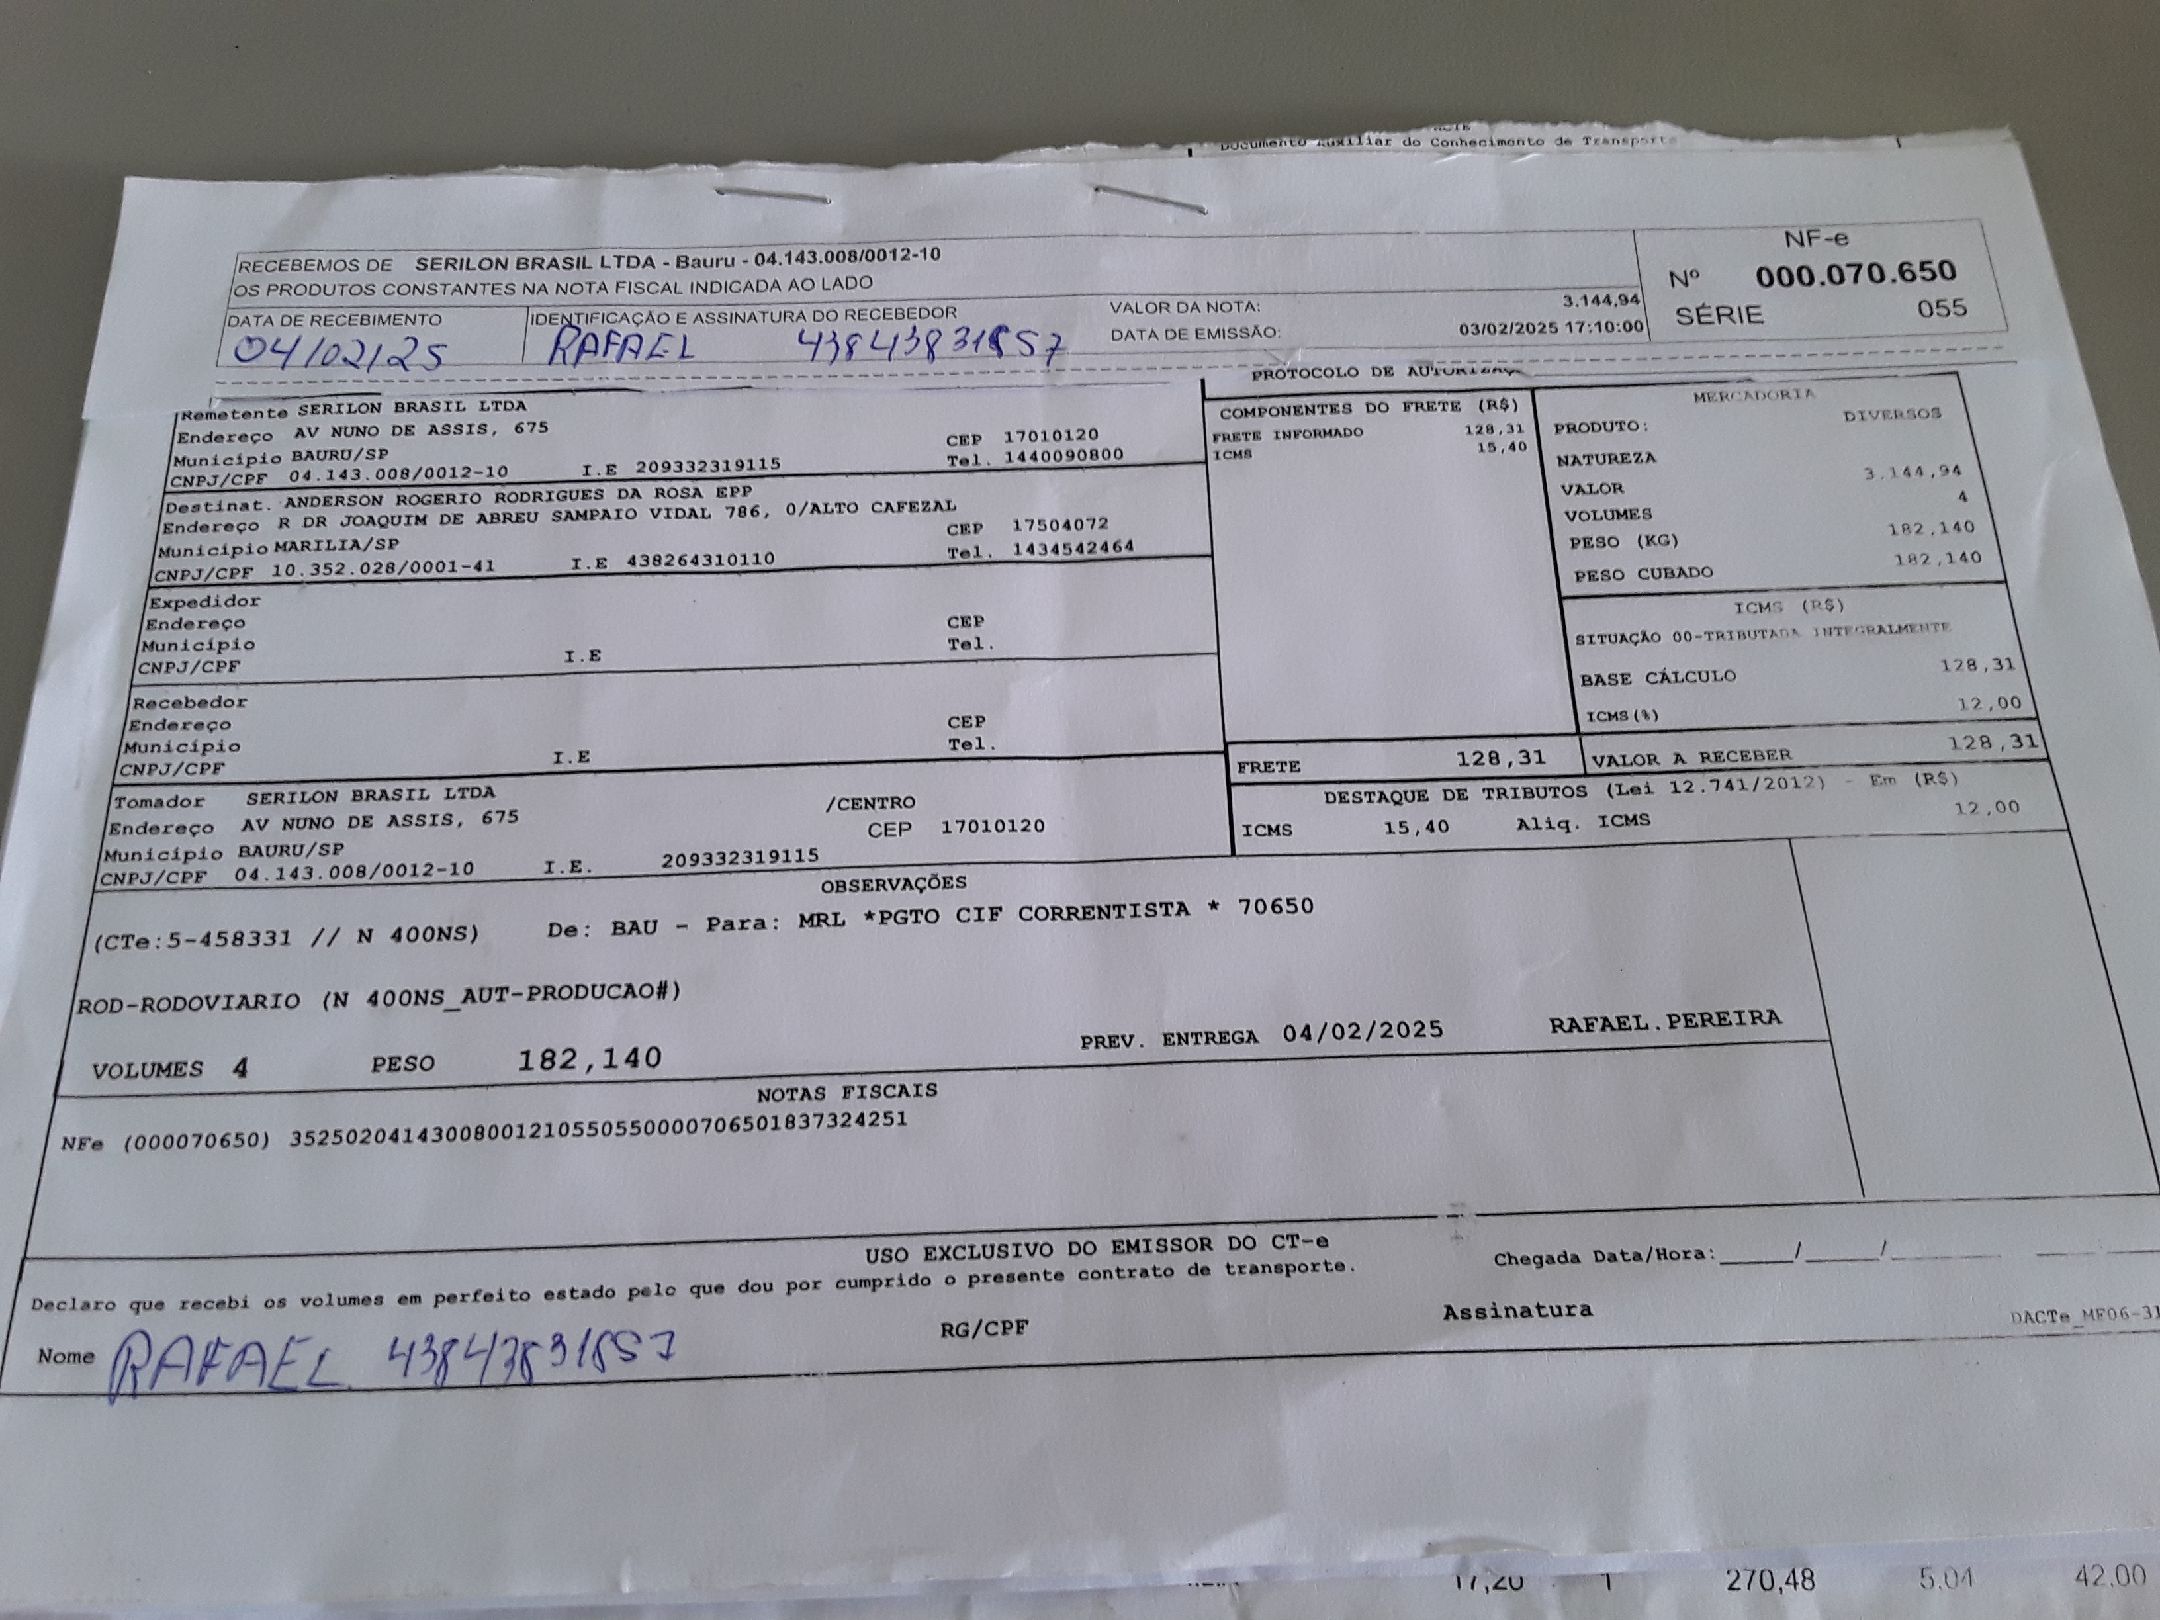 Documento Auxiliar do Conhecimento de Transporte
RECEBEMOS DE SERILON BRASIL LTDA - Bauru - 04.143.008/0012-10
OS PRODUTOS CONSTANTES NA NOTA FISCAL INDICADA AO LADO
DATA DE RECEBIMENTO IDENTIFICAÇÃO E ASSINATURA DO RECEBEDOR
04/02/25 RAFAEL
VALOR DA NOTA: 3.144,94
DATA DE EMISSÃO: 03/02/2025 17:10:00
NF-e
Nº 000.070.650
SÉRIE 055
PROTOCOLO DE
Remetente SERILON BRASIL LTDA
Endereço AV NUNO DE ASSIS, 675 CEP 17010120
Município BAURU/SP Tel. 1440090800
CNPJ/CPF 04.143.008/0012-10 I.E 209332319115
Destinat. ANDERSON ROGERIO RODRIGUES DA ROSA EPP
Endereço R DR JOAQUIM DE ABREU SAMPAIO VIDAL 786, 0/ALTO CAFEZAL CEP 17504072
Município MARILIA/SP Tel. 1434542464
CNPJ/CPF 10.352.028/0001-41 I.E 438264310110
Expedidor
Endereço CEP
Município Tel.
CNPJ/CPF I.E
Recebedor
Endereço CEP
Município Tel.
CNPJ/CPF I.E
Tomador SERILON BRASIL LTDA /CENTRO
Endereço AV NUNO DE ASSIS, 675 CEP 17010120
Município BAURU/SP
CNPJ/CPF 04.143.008/0012-10 I.E. 209332319115
COMPONENTES DO FRETE (R$)
FRETE INFORMADO 128,31
ICMS 15,40
MERCADORIA
PRODUTO: DIVERSOS
NATUREZA
VALOR 3.144,94
VOLUMES 4
PESO (KG) 182,140
PESO CUBADO 182,140
ICMS (R$)
SITUAÇÃO 00-TRIBUTADA INTEGRALMENTE
BASE CÁLCULO 128,31
ICMS(%) 12,00
FRETE 128,31 VALOR A RECEBER 128,31
DESTAQUE DE TRIBUTOS (Lei 12.741/2012) - Em (R$)
ICMS 15,40 Aliq. ICMS 12,00
OBSERVAÇÕES
(CTe:5-458331 // N 400NS) De: BAU - Para: MRL *PGTO CIF CORRENTISTA * 70650
ROD-RODOVIARIO (N 400NS_AUT-PRODUCAO#)
VOLUMES 4 PESO 182,140 PREV. ENTREGA 04/02/2025 RAFAEL.PEREIRA
NOTAS FISCAIS
NFe (000070650) 35250204143008001210550550000706501837324251
USO EXCLUSIVO DO EMISSOR DO CT-e
Declaro que recebi os volumes em perfeito estado pelo que dou por cumprido o presente contrato de transporte. Chegada Data/Hora:_____/_____/
Nome RAFAEL RG/CPF Assinatura DACTe_MF06-31
17,20 1 270,48 5,04 42,00